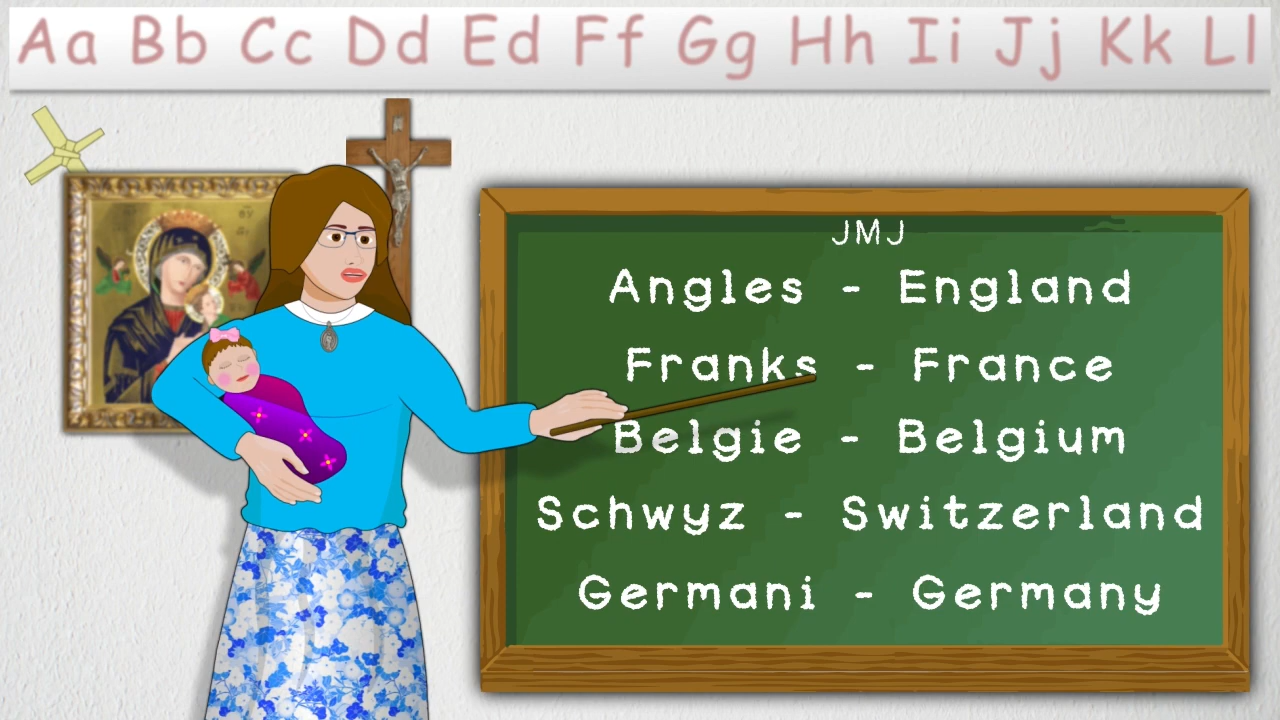 Aa Bb Cc Dd Ed Ff Gg Hh Ii Jj Kk Ll
JMJ
Angles - England
Franks - France
Belgie - Belgium
Schwyz - Switzerland
Germani - Germany